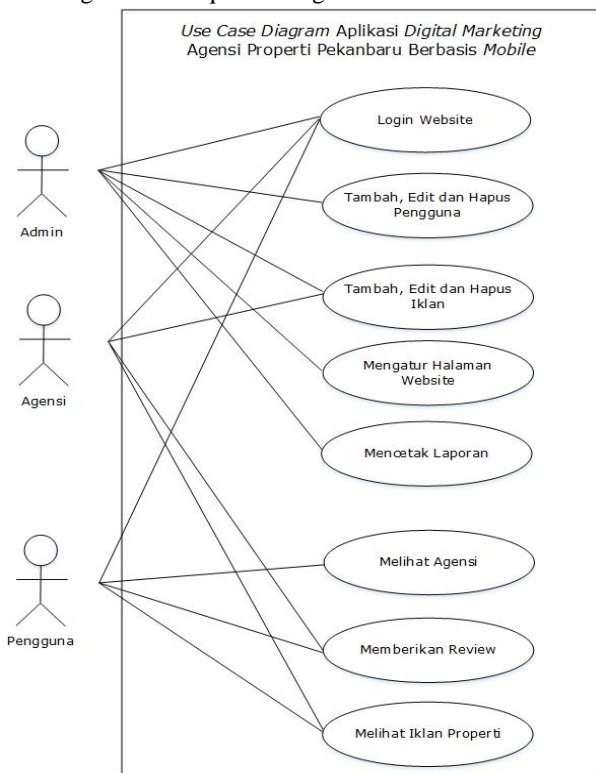 Use Case Diagram Aplikasi Digital Marketing
Agensi Properti Pekanbaru Berbasis Mobile
Login Website
Admin
Tambah, Edit dan Hapus
Pengguna
Tambah, Edit dan Hapus
Iklan
Agensi
Mengatur Halaman
Website
Mencetak Laporan
Melihat Agensi
Pengguna
Memberikan Review
Melihat Iklan Properti